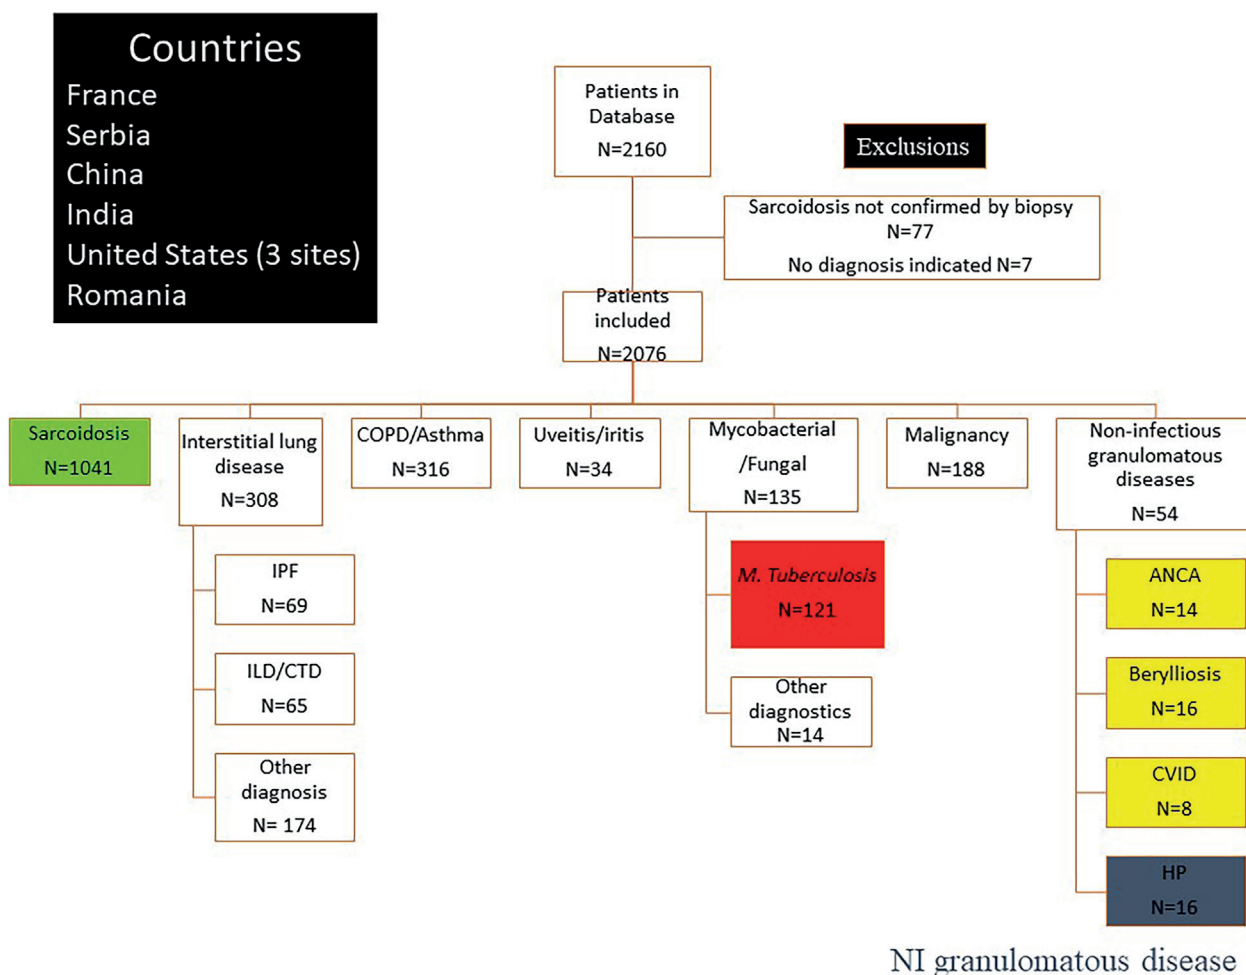 Countries
France
Serbia
China
India
United States (3 sites)
Romania
Patients in
Database
N=2160
Exclusions
Sarcoidosis not confirmed by biopsy
N=77
No diagnosis indicated N=7
Patients
included
N=2076
Sarcoidosis
N=1041
Interstitial lung
disease
N=308
COPD/Asthma
N=316
Uveitis/iritis
N=34
Mycobacterial
/Fungal
N=135
Malignancy
N=188
Non-infectious
granulomatous
diseases
N=54
IPF
N=69
ILD/CTD
N=65
Other
diagnosis
N= 174
M. Tuberculosis
N=121
Other
diagnostics
N=14
ANCA
N=14
Berylliosis
N=16
CVID
N=8
HP
N=16
NI granulomatous disease